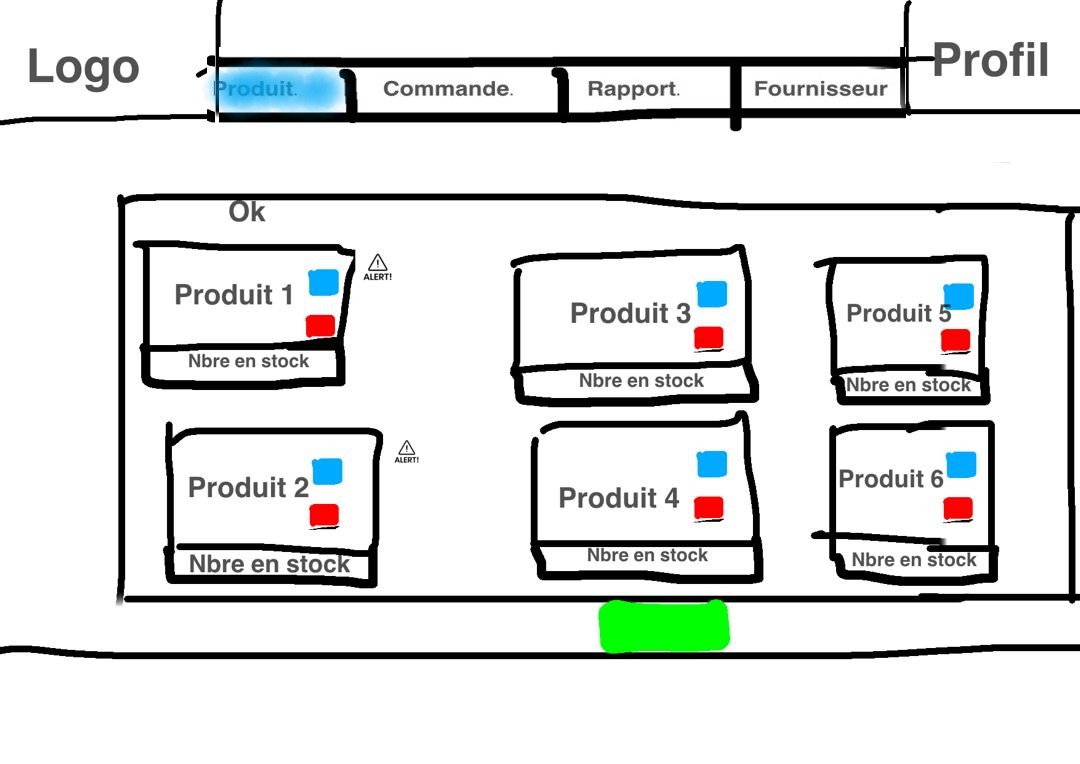 Logo
Profil
Produit.
Commande.
Rapport.
Fournisseur
Ok
Produit 1
ALERT!
Nbre en stock
Produit 3
Nbre en stock
Produit 5
Nbre en stock
Produit 2
ALERT!
Nbre en stock
Produit 4
Nbre en stock
Produit 6
Nbre en stock